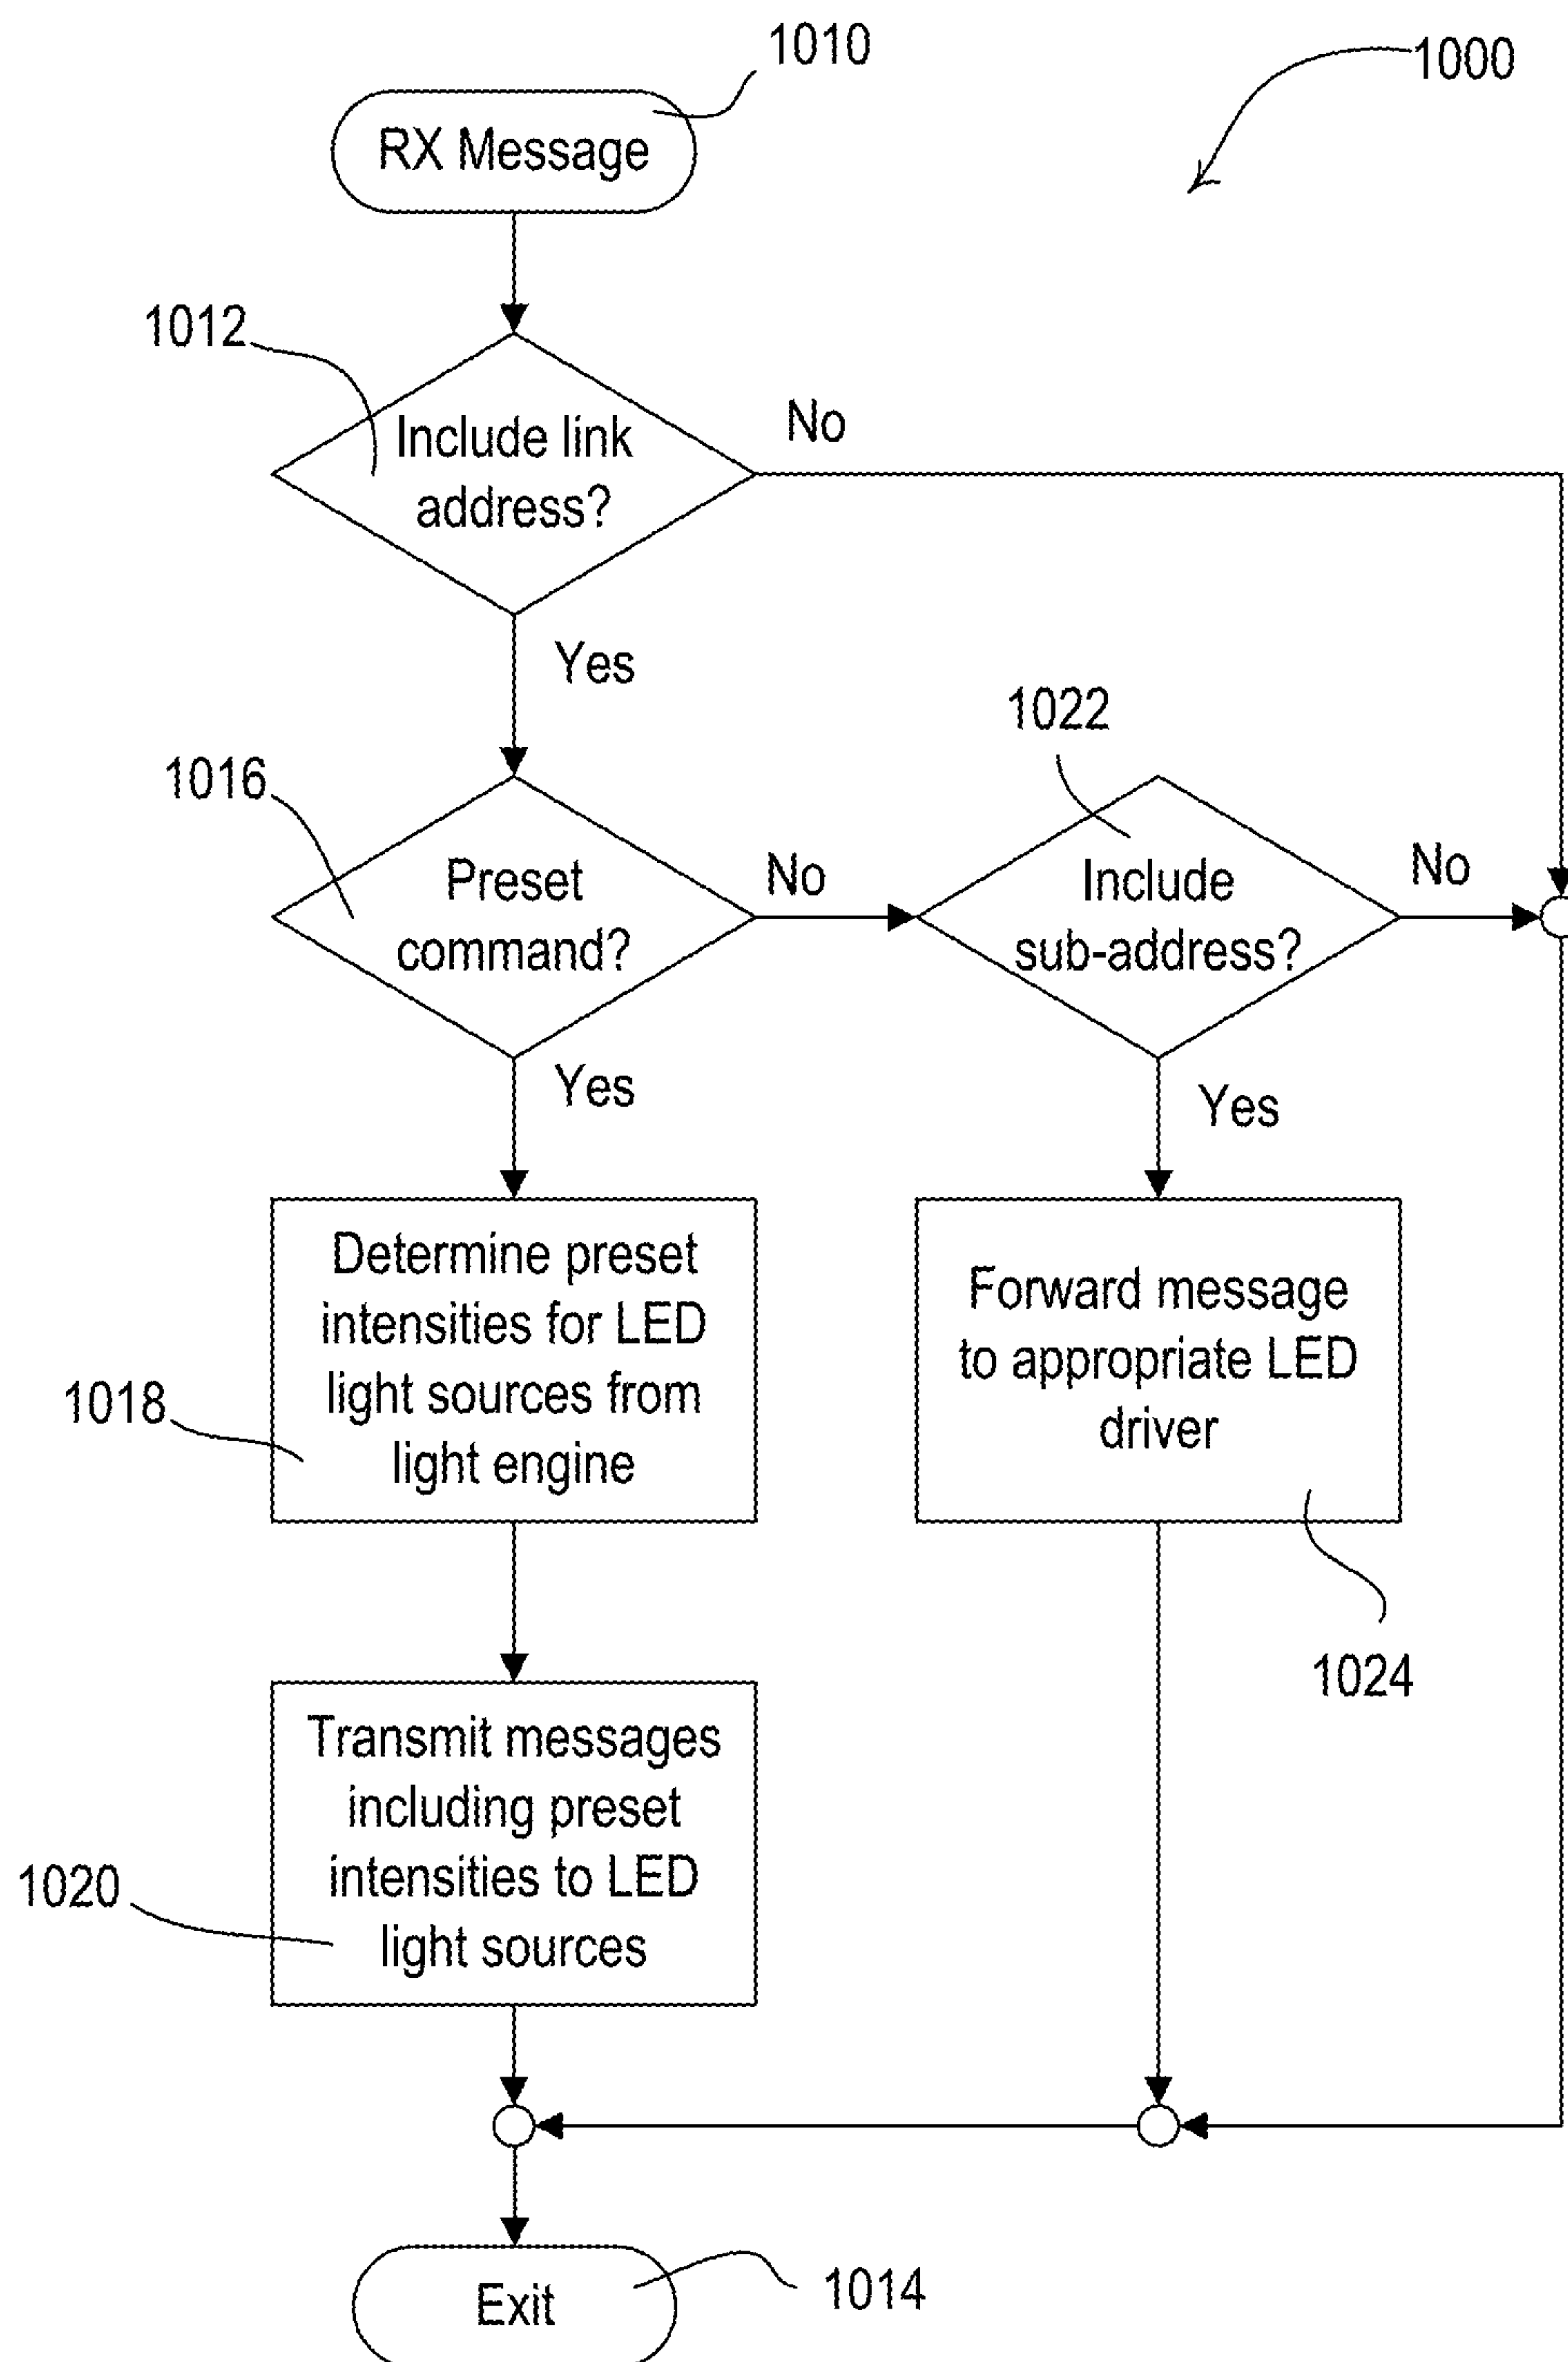 1010
1000
RX Message
1012
Include link
address?
No
Yes
1022
1016
Preset
command?
No
Include
sub-address?
No
Yes
Yes
Determine preset
intensities for LED
light sources from
light engine
1018
Forward message
to appropriate LED
driver
1024
Transmit messages
including preset
intensities to LED
light sources
1020
Exit
1014